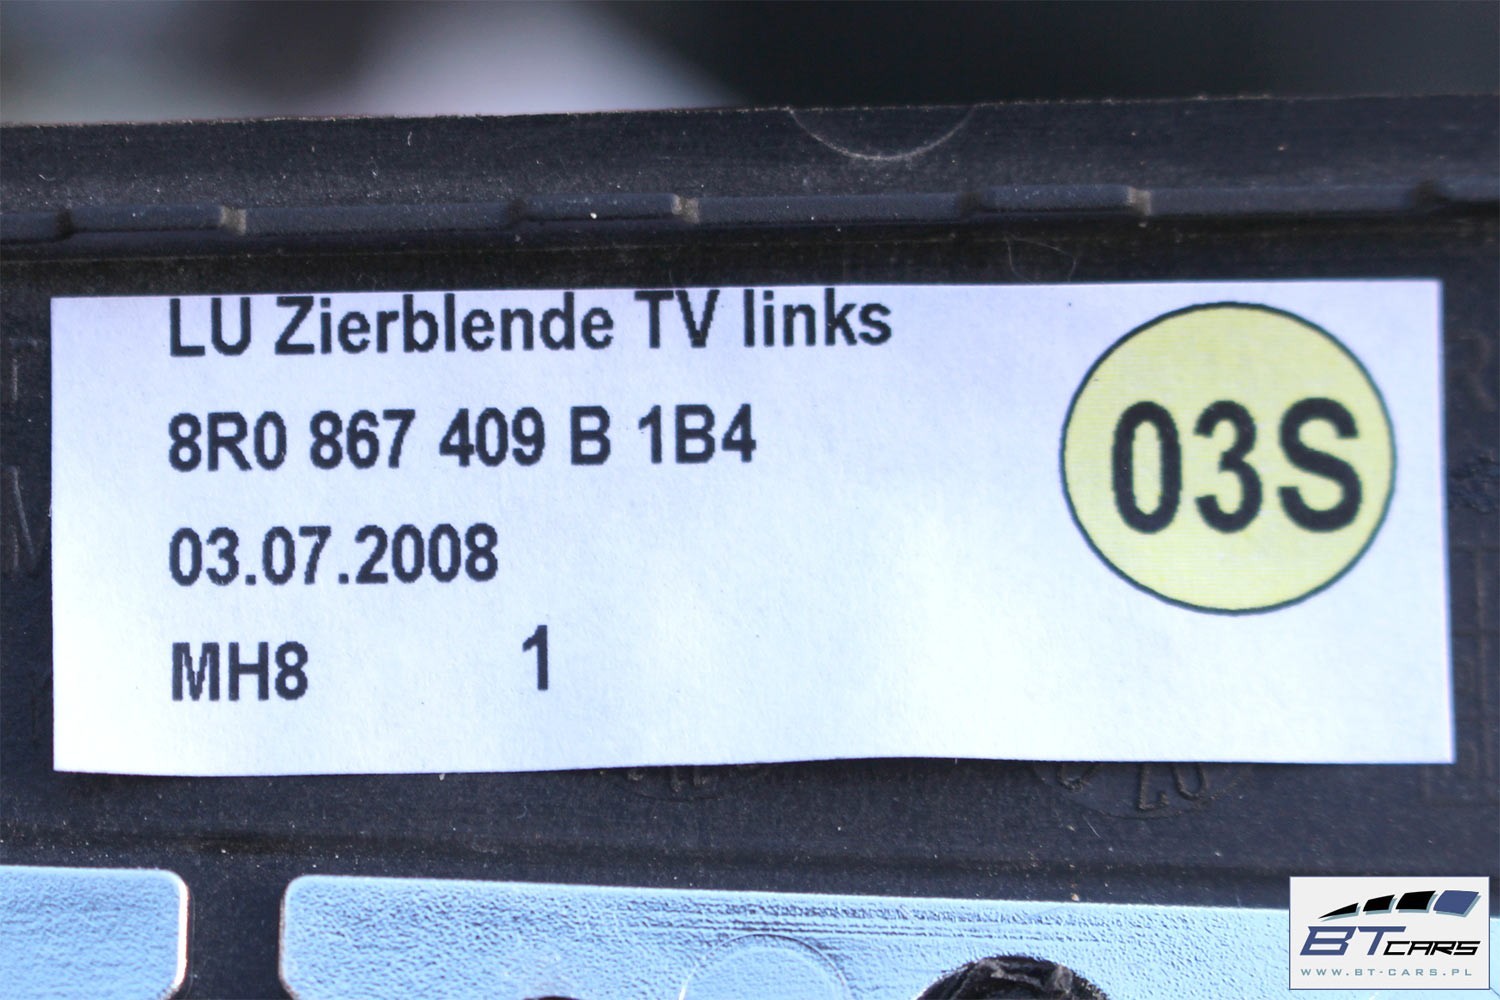 LU Zierblende TV links
8R0 867 409 B 1B4
03.07.2008
MH8 1
03S
BT CARS
WWW.BT-CARS.PL